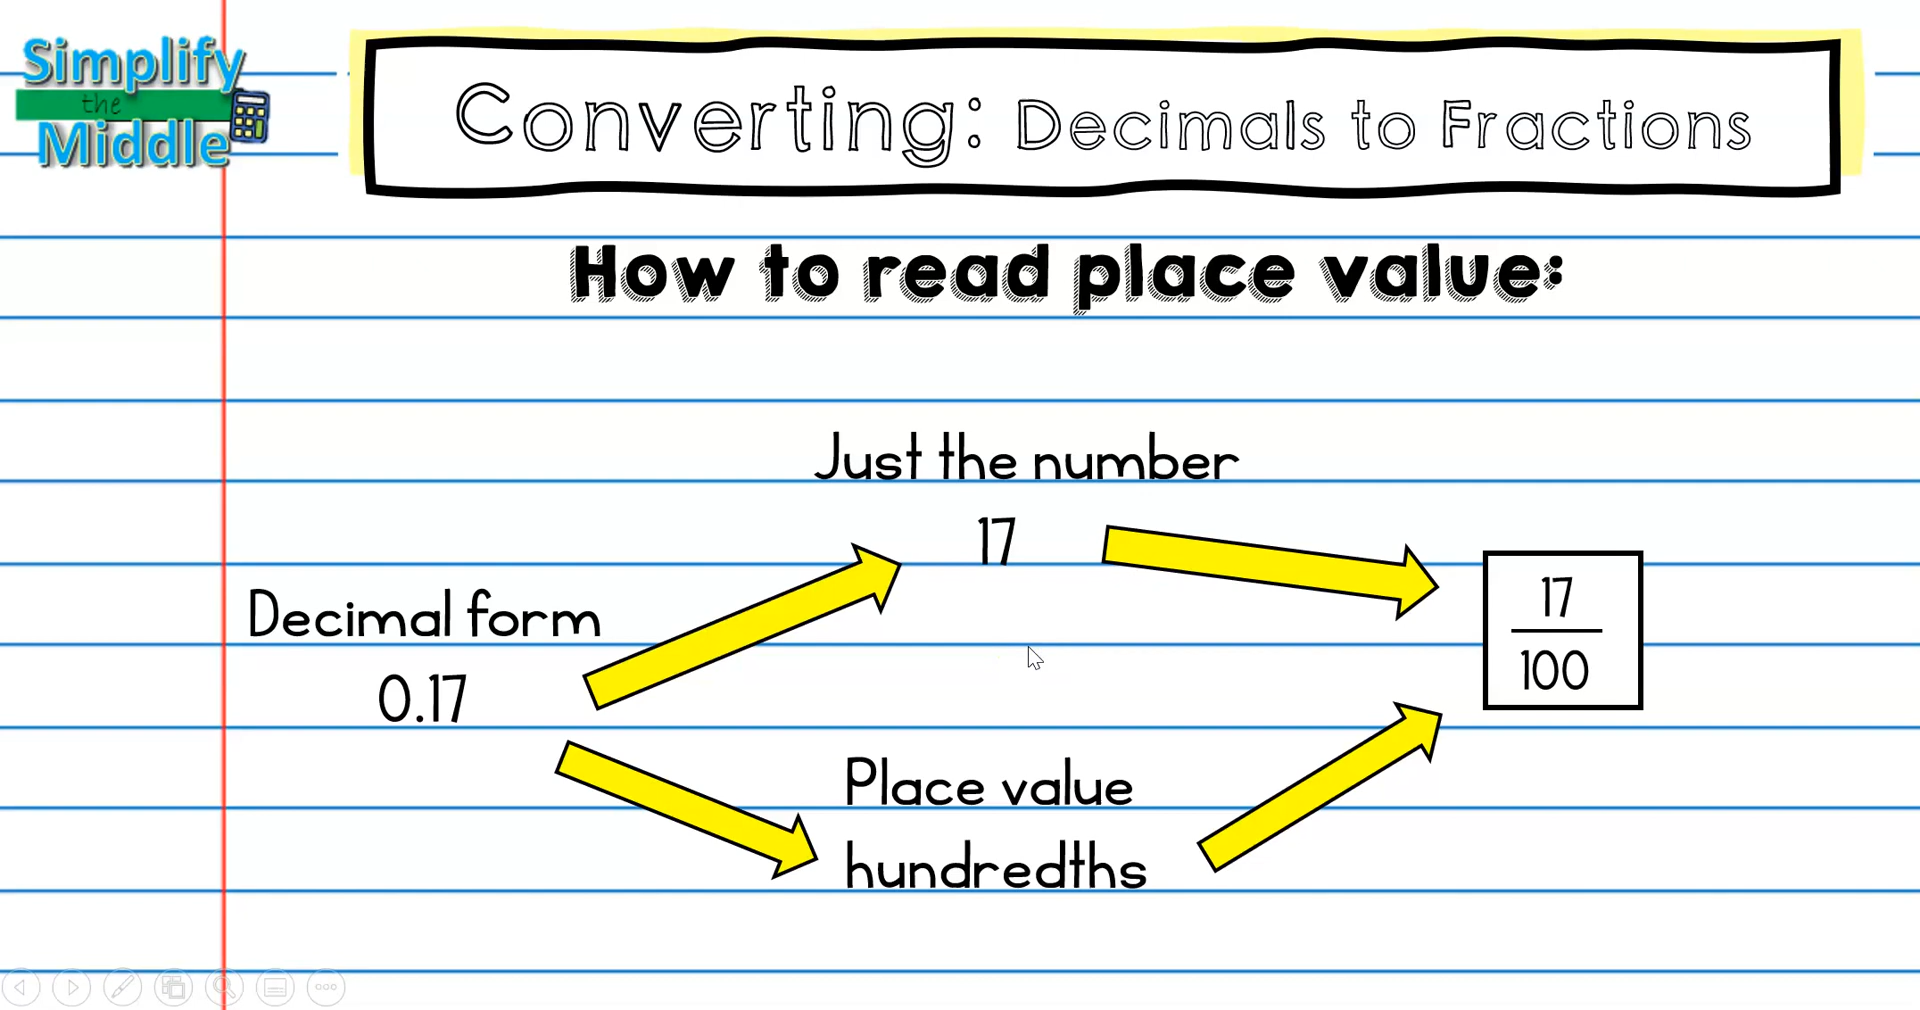 Simplify
the
Middle
Converting: Decimals to Fractions
How to read place value:
Just the number
17
Decimal form
0.17
17
100
Place value
hundredths